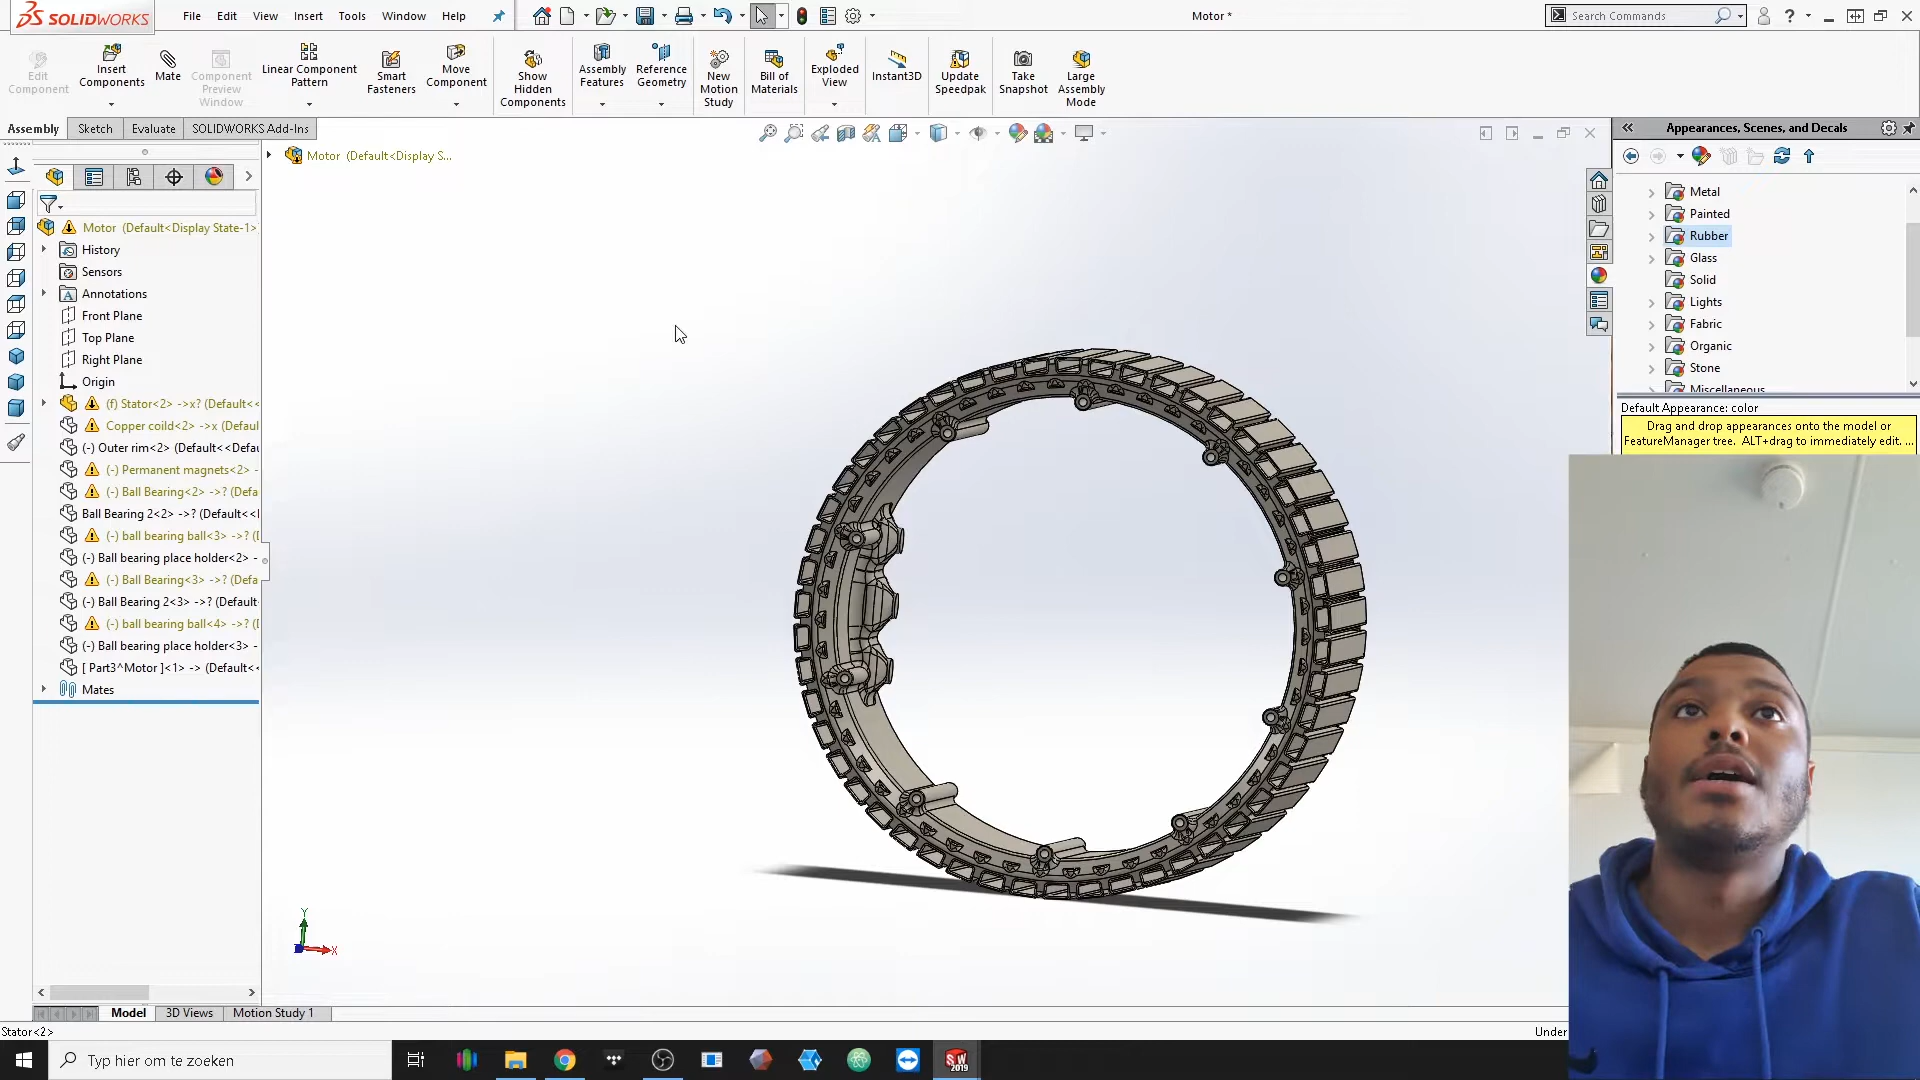 SOLIDWORKS
File Edit View Insert Tools Window Help
Motor *
Search Commands
Edit Component
Insert Components
Mate
Component Preview Window
Linear Component Pattern
Smart Fasteners
Move Component
Show Hidden Components
Assembly Features
Reference Geometry
New Motion Study
Bill of Materials
Exploded View
Instant3D
Update Speedpak
Take Snapshot
Large Assembly Mode
Assembly Sketch Evaluate SOLIDWORKS Add-Ins
Motor (Default<Display S...
Motor (Default<Display State-1>
History
Sensors
Annotations
Front Plane
Top Plane
Right Plane
Origin
(f) Stator<2> ->x? (Default<<
Copper coild<2> ->x (Defaul
(-) Outer rim<2> (Default<<Defau
(-) Permanent magnets<2> -
(-) Ball Bearing<2> ->? (Defa
Ball Bearing 2<2> ->? (Default<<
(-) ball bearing ball<3> ->? (
(-) Ball bearing place holder<2> -
(-) Ball Bearing<3> ->? (Defa
(-) Ball Bearing 2<3> ->? (Default
(-) ball bearing ball<4> ->? (
(-) Ball bearing place holder<3> -
[ Part3^Motor ]<1> -> (Default<<
Mates
Y
X
Model 3D Views Motion Study 1
Stator<2>
Under
Appearances, Scenes, and Decals
Metal
Painted
Rubber
Glass
Solid
Lights
Fabric
Organic
Stone
Miscellaneous
Default Appearance: color
Drag and drop appearances onto the model or
FeatureManager tree. ALT+drag to immediately edit. ...
Typ hier om te zoeken
SW
2019